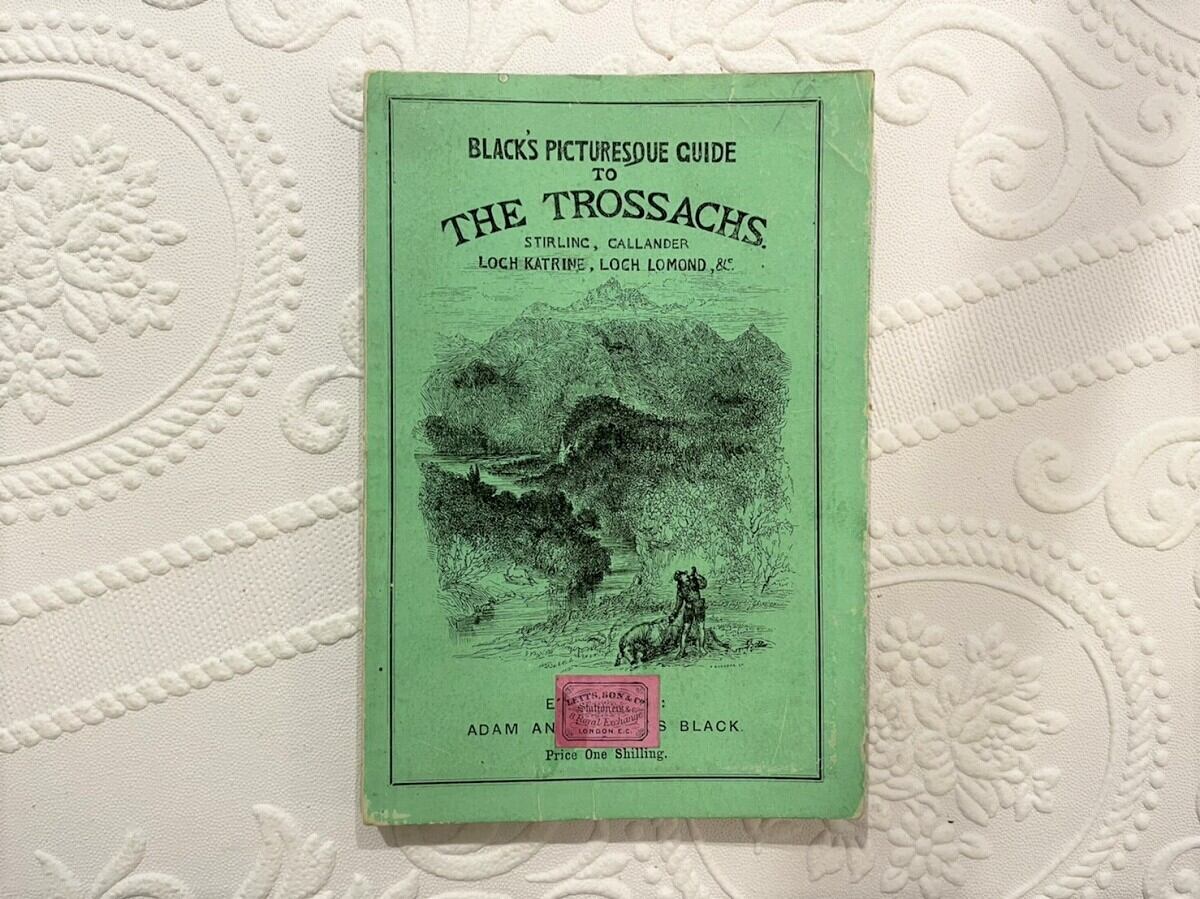 BLACK'S PICTURESQUE GUIDE
TO
THE TROSSACHS.
STIRLING, CALLANDER
LOCH KATRINE, LOCH LOMOND, &c.
E
:
ADAM AN S BLACK.
LETTS, SON & Co
Stationers &c
8 Royal Exchange
LONDON E.C.
Price One Shilling.